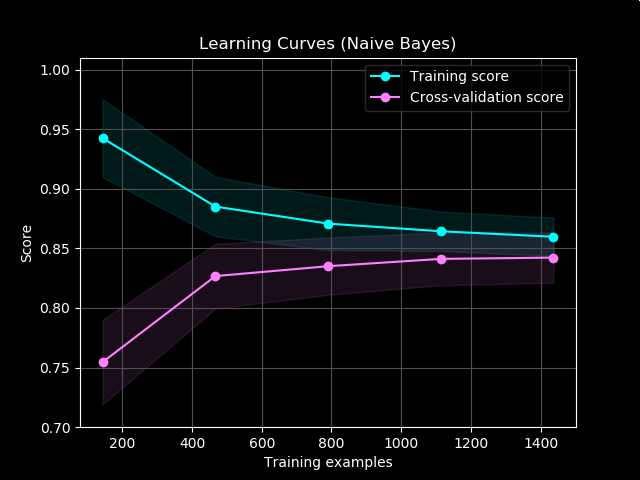 Learning Curves (Naive Bayes)
1.00
0.95
0.90
0.85
0.80
0.75
0.70
Score
Training score
Cross-validation score
200
400
600
800
1000
1200
1400
Training examples